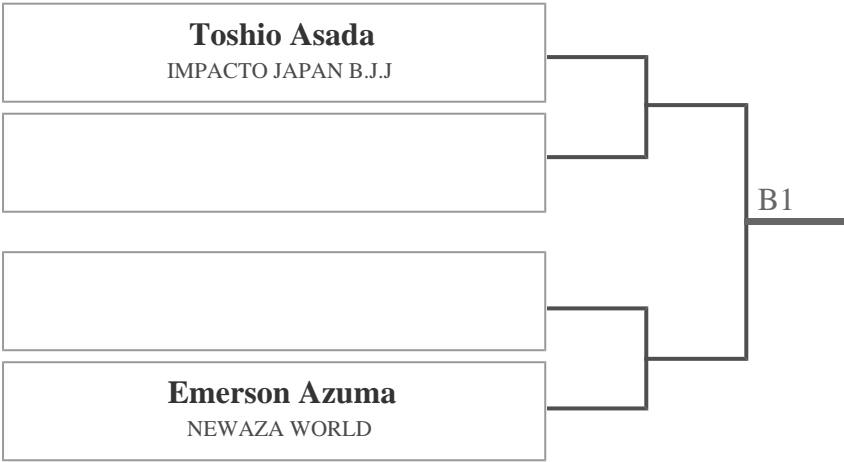 Toshio Asada
IMPACTO JAPAN B.J.J
B1
Emerson Azuma
NEWAZA WORLD